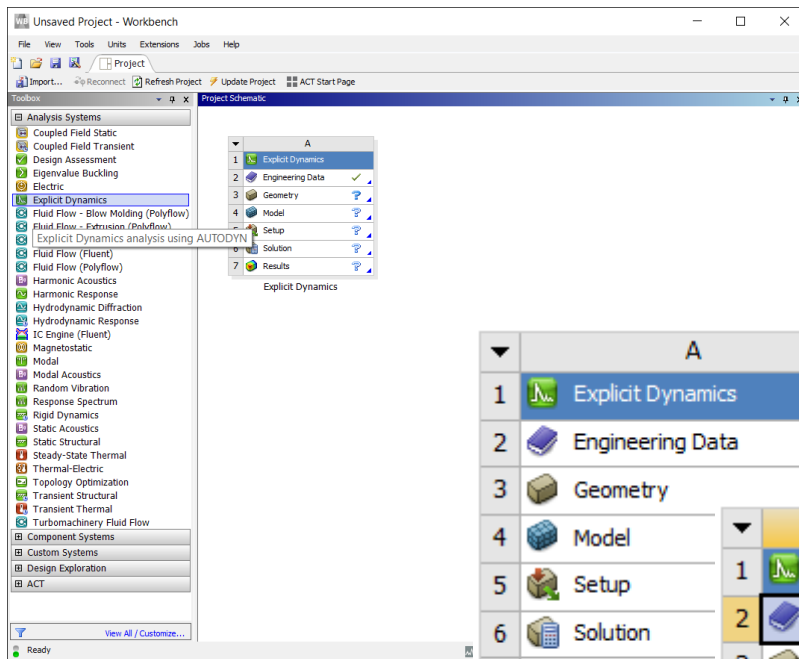 Unsaved Project - Workbench
File View Tools Units Extensions Jobs Help
Project
Import... Reconnect Refresh Project Update Project ACT Start Page
Toolbox
Project Schematic
Analysis Systems
Coupled Field Static
Coupled Field Transient
Design Assessment
Eigenvalue Buckling
Electric
Explicit Dynamics
Fluid Flow - Blow Molding (Polyflow)
Fluid Flow - Extrusion (Polyflow)
Explicit Dynamics analysis using AUTODYN
Fluid Flow (Fluent)
Fluid Flow (Polyflow)
Harmonic Acoustics
Harmonic Response
Hydrodynamic Diffraction
Hydrodynamic Response
IC Engine (Fluent)
Magnetostatic
Modal
Modal Acoustics
Random Vibration
Response Spectrum
Rigid Dynamics
Static Acoustics
Static Structural
Steady-State Thermal
Thermal-Electric
Topology Optimization
Transient Structural
Transient Thermal
Turbomachinery Fluid Flow
Component Systems
Custom Systems
Design Exploration
ACT
View All / Customize...
Ready
A
1 Explicit Dynamics
2 Engineering Data
3 Geometry ?
4 Model ?
5 Setup ?
6 Solution ?
7 Results ?
Explicit Dynamics
A
1 Explicit Dynamics
2 Engineering Data
3 Geometry
4 Model
5 Setup
6 Solution
1
2